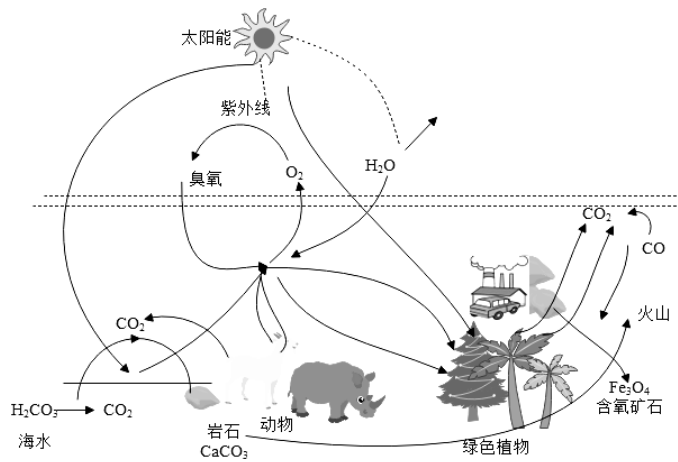 太阳能
紫外线
臭氧
O₂
H₂O
CO₂
CO
火山
CO₂
H₂CO₃
CO₂
海水
岩石
CaCO₃
动物
绿色植物
Fe₃O₄
含氧矿石